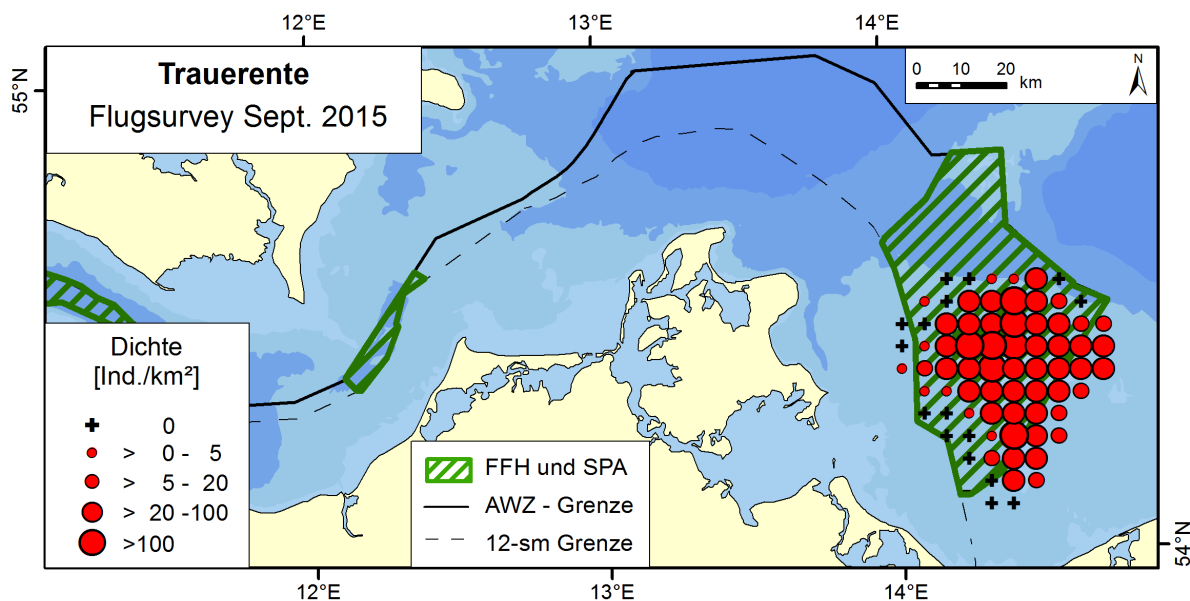 12°E 13°E 14°E
55°N
Trauerente
Flugsurvey Sept. 2015
0 10 20
km
N
Dichte
[Ind./km²]
0
> 0 - 5
> 5 - 20
> 20 -100
>100
FFH und SPA
AWZ - Grenze
12-sm Grenze
54°N
12°E 13°E 14°E